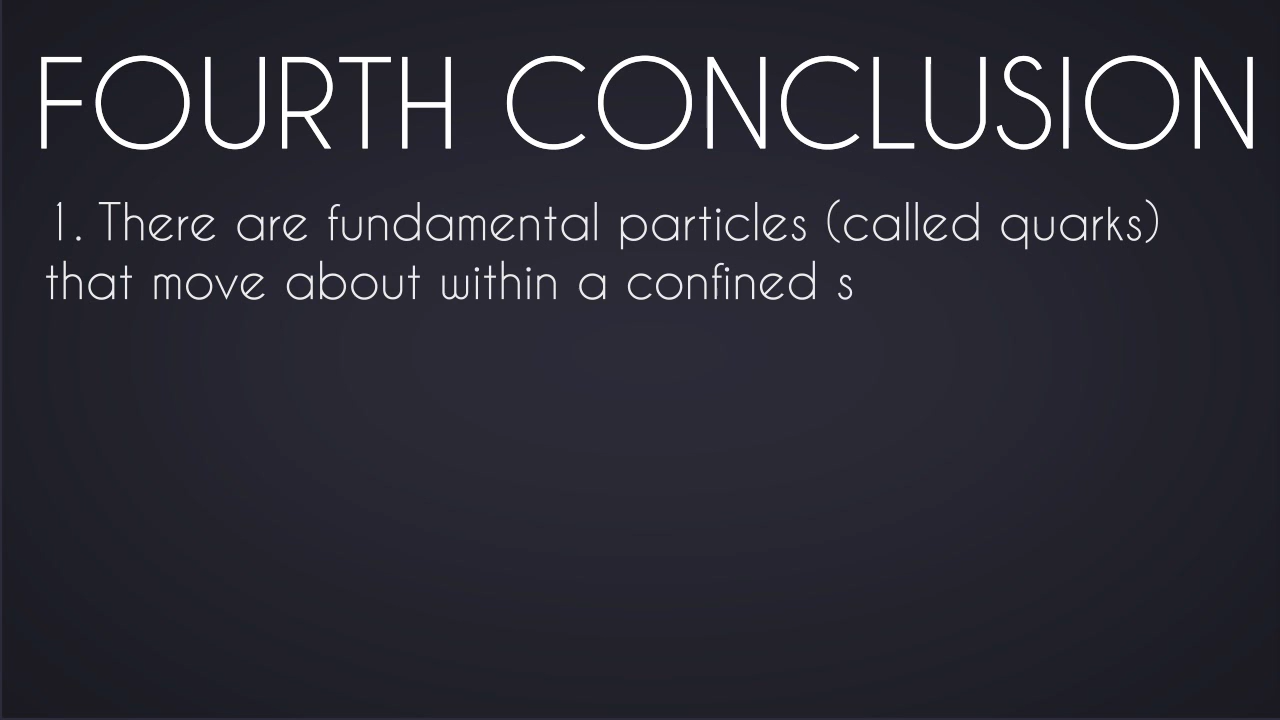 FOURTH CONCLUSION
1. There are fundamental particles (called quarks)
that move about within a confined s